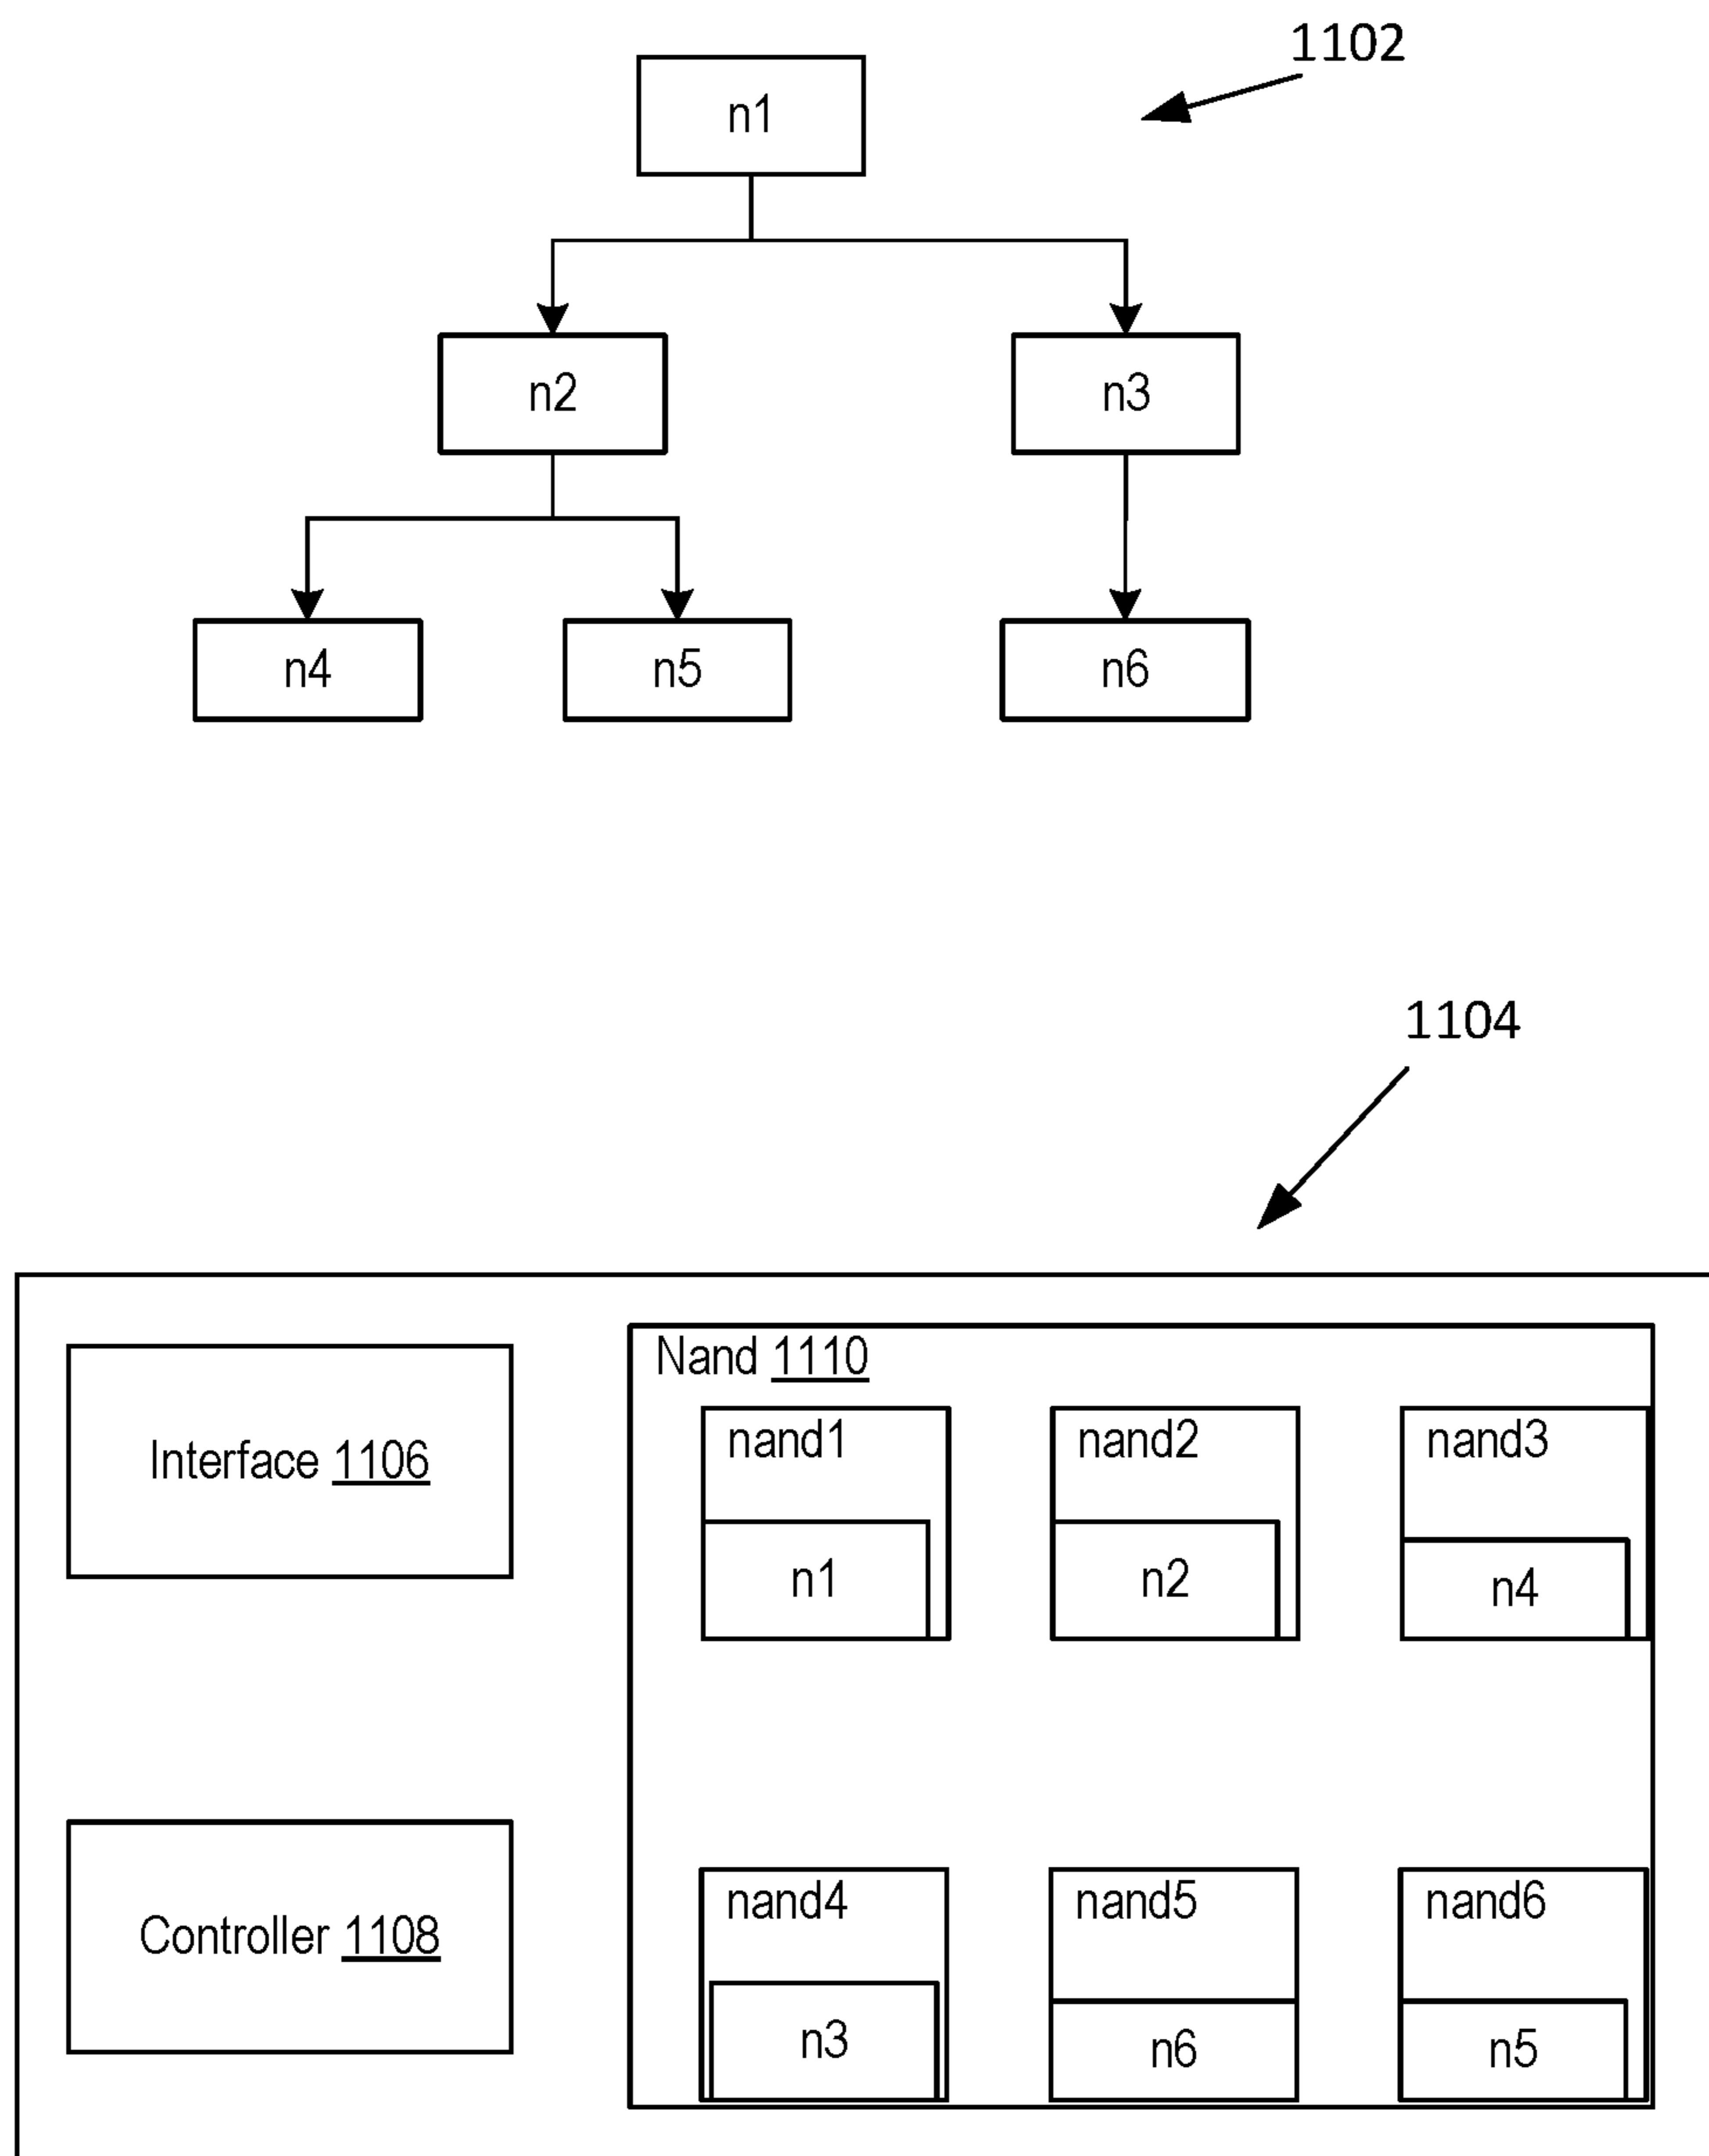 1102
n1
n2
n3
n4
n5
n6
1104
Nand 1110
nand1
nand2
nand3
Interface 1106
n1
n2
n4
nand4
nand5
nand6
Controller 1108
n3
n6
n5